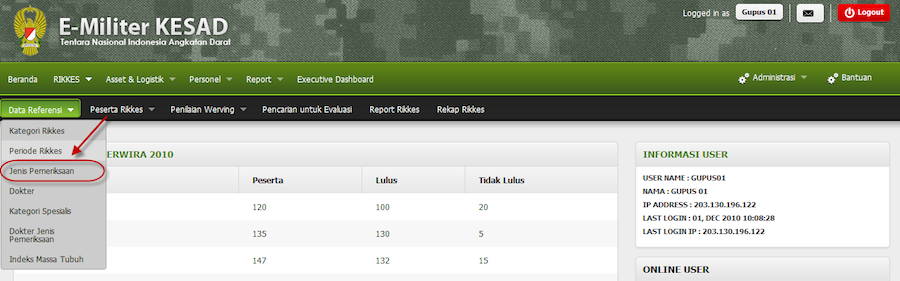 E-Militer KESAD
Tentara Nasional Indonesia Angkatan Darat
Logged in as Gupus 01 Logout
Beranda RIKKES Asset & Logistik Personel Report Executive Dashboard Administrasi Bantuan
Data Referensi Peserta Rikkes Penilaian Werving Pencarian untuk Evaluasi Report Rikkes Rekap Rikkes
Kategori Rikkes
Periode Rikkes
Jenis Pemeriksaan
Dokter
Kategori Spesialis
Dokter Jenis
Pemeriksaan
Indeks Massa Tubuh
ERWIRA 2010
Peserta Lulus Tidak Lulus
120 100 20
135 130 5
147 132 15
INFORMASI USER
USER NAME : GUPUS01
NAMA : GUPUS 01
IP ADDRESS : 203.130.196.122
LAST LOGIN : 01, DEC 2010 10:08:28
LAST LOGIN IP : 203.130.196.122
ONLINE USER